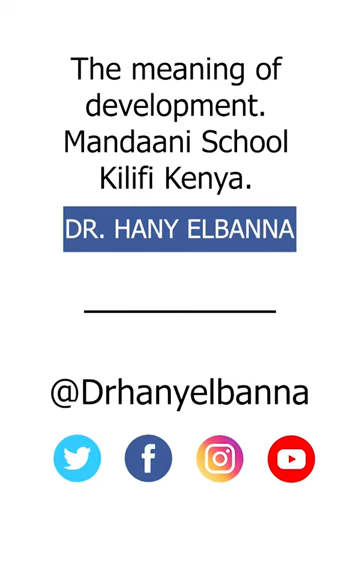 The meaning of
development.
Mandaani School
Kilifi Kenya.
DR. HANY ELBANNA
@Drhanyelbanna